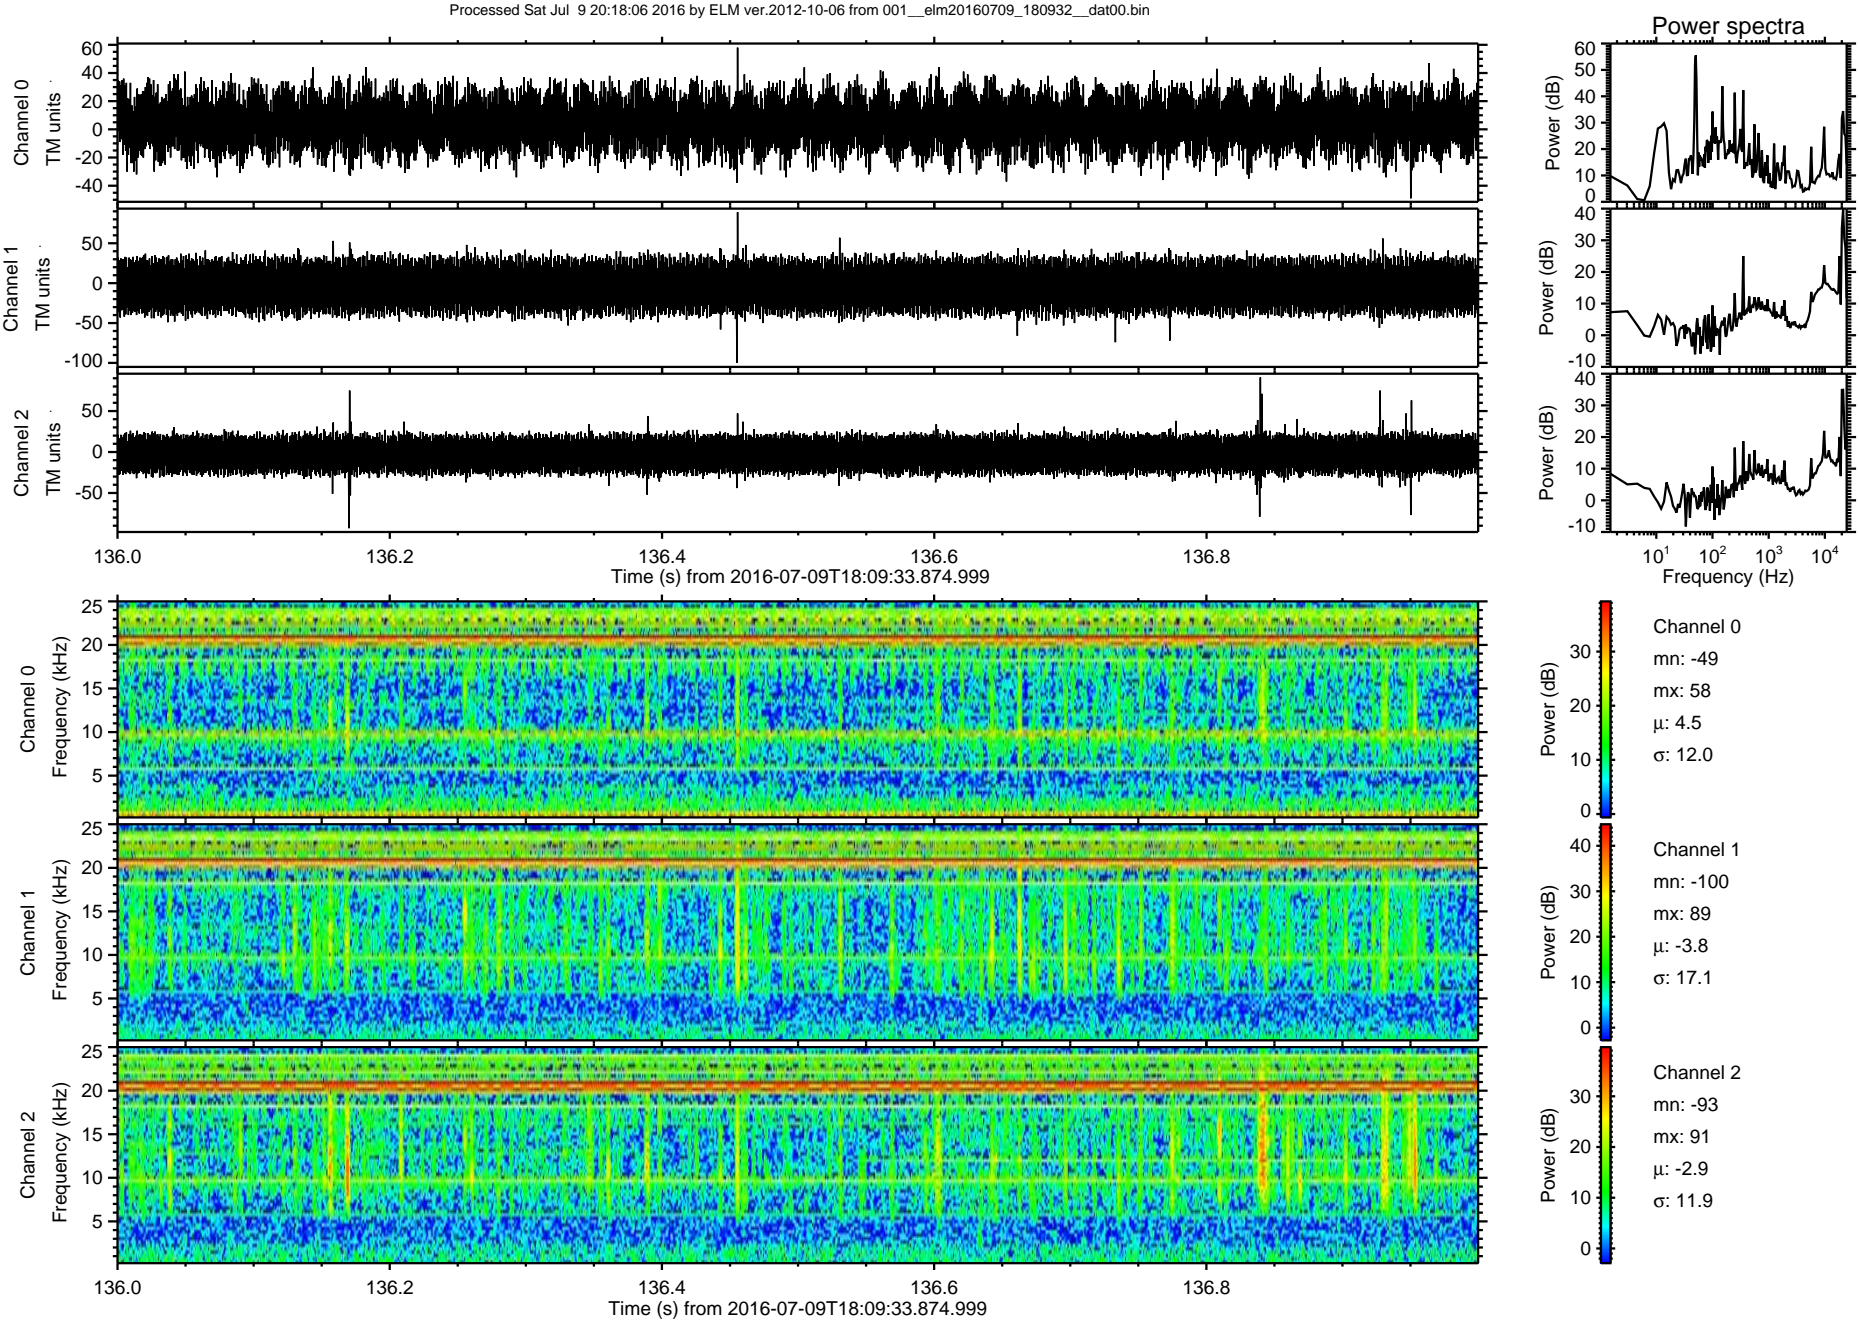 Processed Sat Jul 9 20:18:06 2016 by ELM ver.2012-10-06 from 001__elm20160709_180932__dat00.bin
Power spectra
Channel 0
TM units
60
40
20
0
-20
-40
Power (dB)
60
50
40
30
20
10
0
Channel 1
TM units
50
0
-50
-100
Power (dB)
40
30
20
10
0
-10
Channel 2
TM units
50
0
-50
Power (dB)
40
30
20
10
0
-10
136.0 136.2 136.4 136.6 136.8
Time (s) from 2016-07-09T18:09:33.874.999
10¹ 10² 10³ 10⁴
Frequency (Hz)
Channel 0
Frequency (kHz)
25
20
15
10
5
Power (dB)
30
20
10
0
Channel 0
mn: -49
mx: 58
μ: 4.5
σ: 12.0
Channel 1
Frequency (kHz)
25
20
15
10
5
Power (dB)
40
30
20
10
0
Channel 1
mn: -100
mx: 89
μ: -3.8
σ: 17.1
Channel 2
Frequency (kHz)
25
20
15
10
5
Power (dB)
30
20
10
0
Channel 2
mn: -93
mx: 91
μ: -2.9
σ: 11.9
136.0 136.2 136.4 136.6 136.8
Time (s) from 2016-07-09T18:09:33.874.999